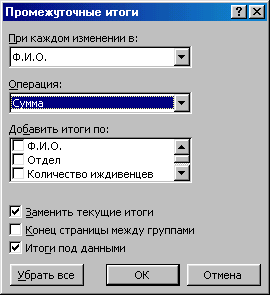 Промежуточные итоги
При каждом изменении в:
Ф.И.О.
Операция:
Сумма
Добавить итоги по:
Ф.И.О.
Отдел
Количество иждивенцев
Заменить текущие итоги
Конец страницы между группами
Итоги под данными
Убрать все
ОК
Отмена